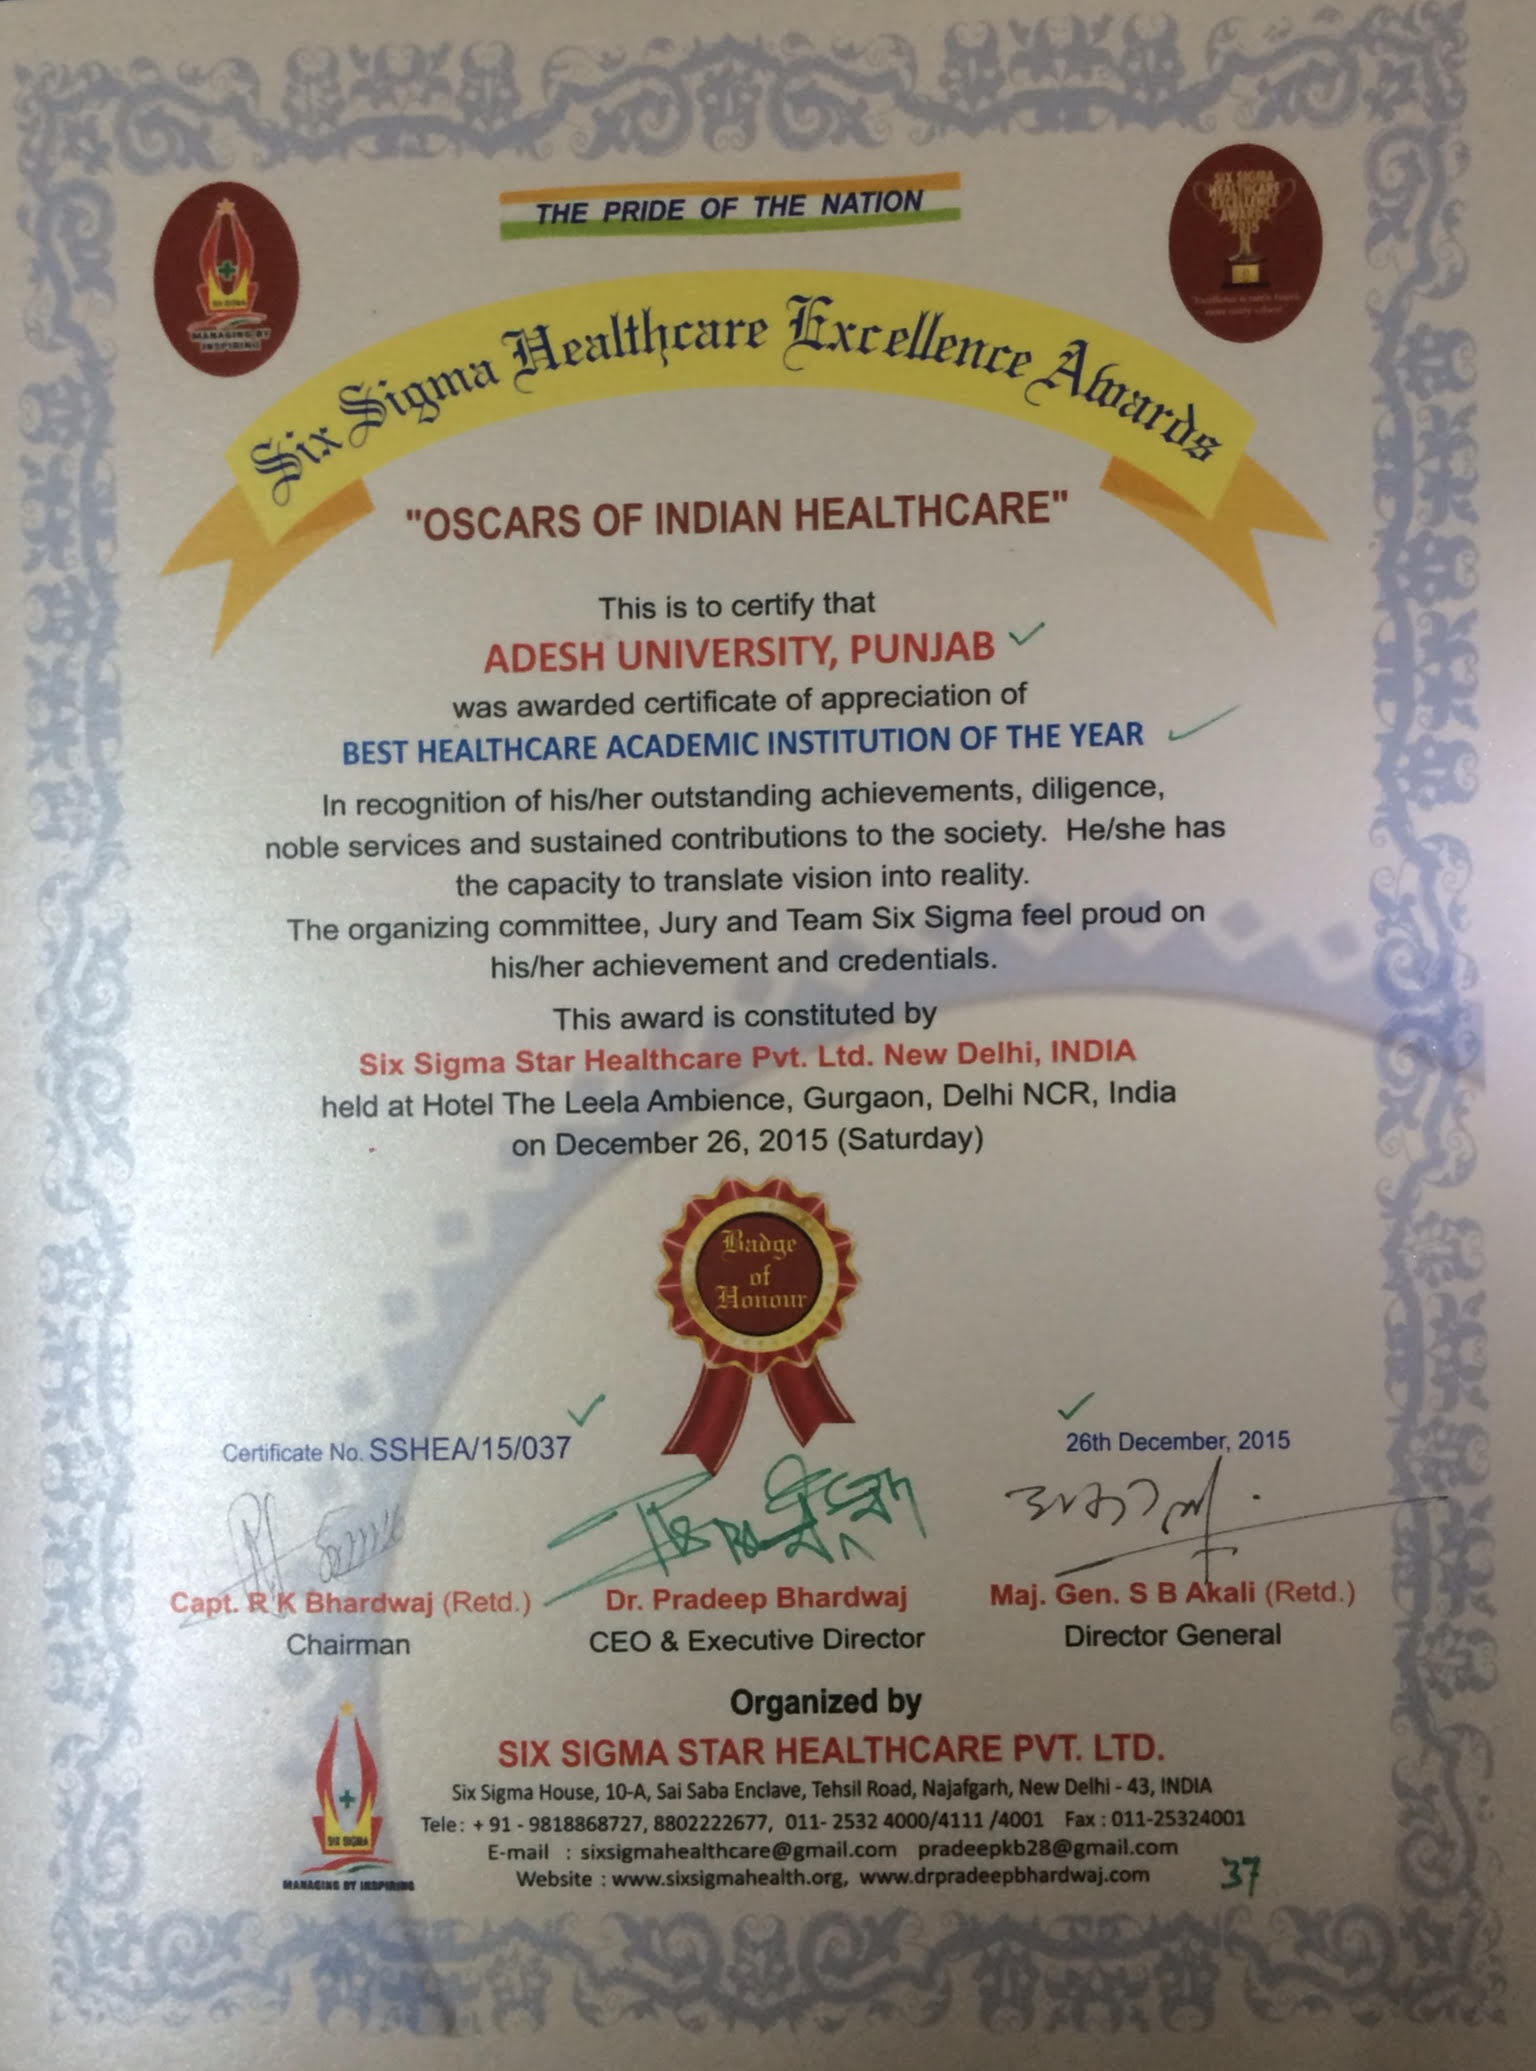 THE PRIDE OF THE NATION
SIX SIGMA
HEALTHCARE
EXCELLENCE
AWARDS
2015
SIX SIGMA
MANAGING BY
INSPIRING
Six Sigma Healthcare Excellence Awards
"OSCARS OF INDIAN HEALTHCARE"
This is to certify that
ADESH UNIVERSITY, PUNJAB
was awarded certificate of appreciation of
BEST HEALTHCARE ACADEMIC INSTITUTION OF THE YEAR
In recognition of his/her outstanding achievements, diligence,
noble services and sustained contributions to the society. He/she has
the capacity to translate vision into reality.
The organizing committee, Jury and Team Six Sigma feel proud on
his/her achievement and credentials.
This award is constituted by
Six Sigma Star Healthcare Pvt. Ltd. New Delhi, INDIA
held at Hotel The Leela Ambience, Gurgaon, Delhi NCR, India
on December 26, 2015 (Saturday)
Badge
of
Honour
Certificate No. SSHEA/15/037
26th December, 2015
Capt. R K Bhardwaj (Retd.)
Chairman
Dr. Pradeep Bhardwaj
CEO & Executive Director
Maj. Gen. S B Akali (Retd.)
Director General
Organized by
SIX SIGMA STAR HEALTHCARE PVT. LTD.
Six Sigma House, 10-A, Sai Saba Enclave, Tehsil Road, Najafgarh, New Delhi - 43, INDIA
Tele: + 91 - 9818868727, 8802222677, 011- 2532 4000/4111 /4001 Fax : 011-25324001
E-mail : sixsigmahealthcare@gmail.com pradeepkb28@gmail.com
Website : www.sixsigmahealth.org, www.drpradeepbhardwaj.com
37
SIX SIGMA
MANAGING BY INSPIRING